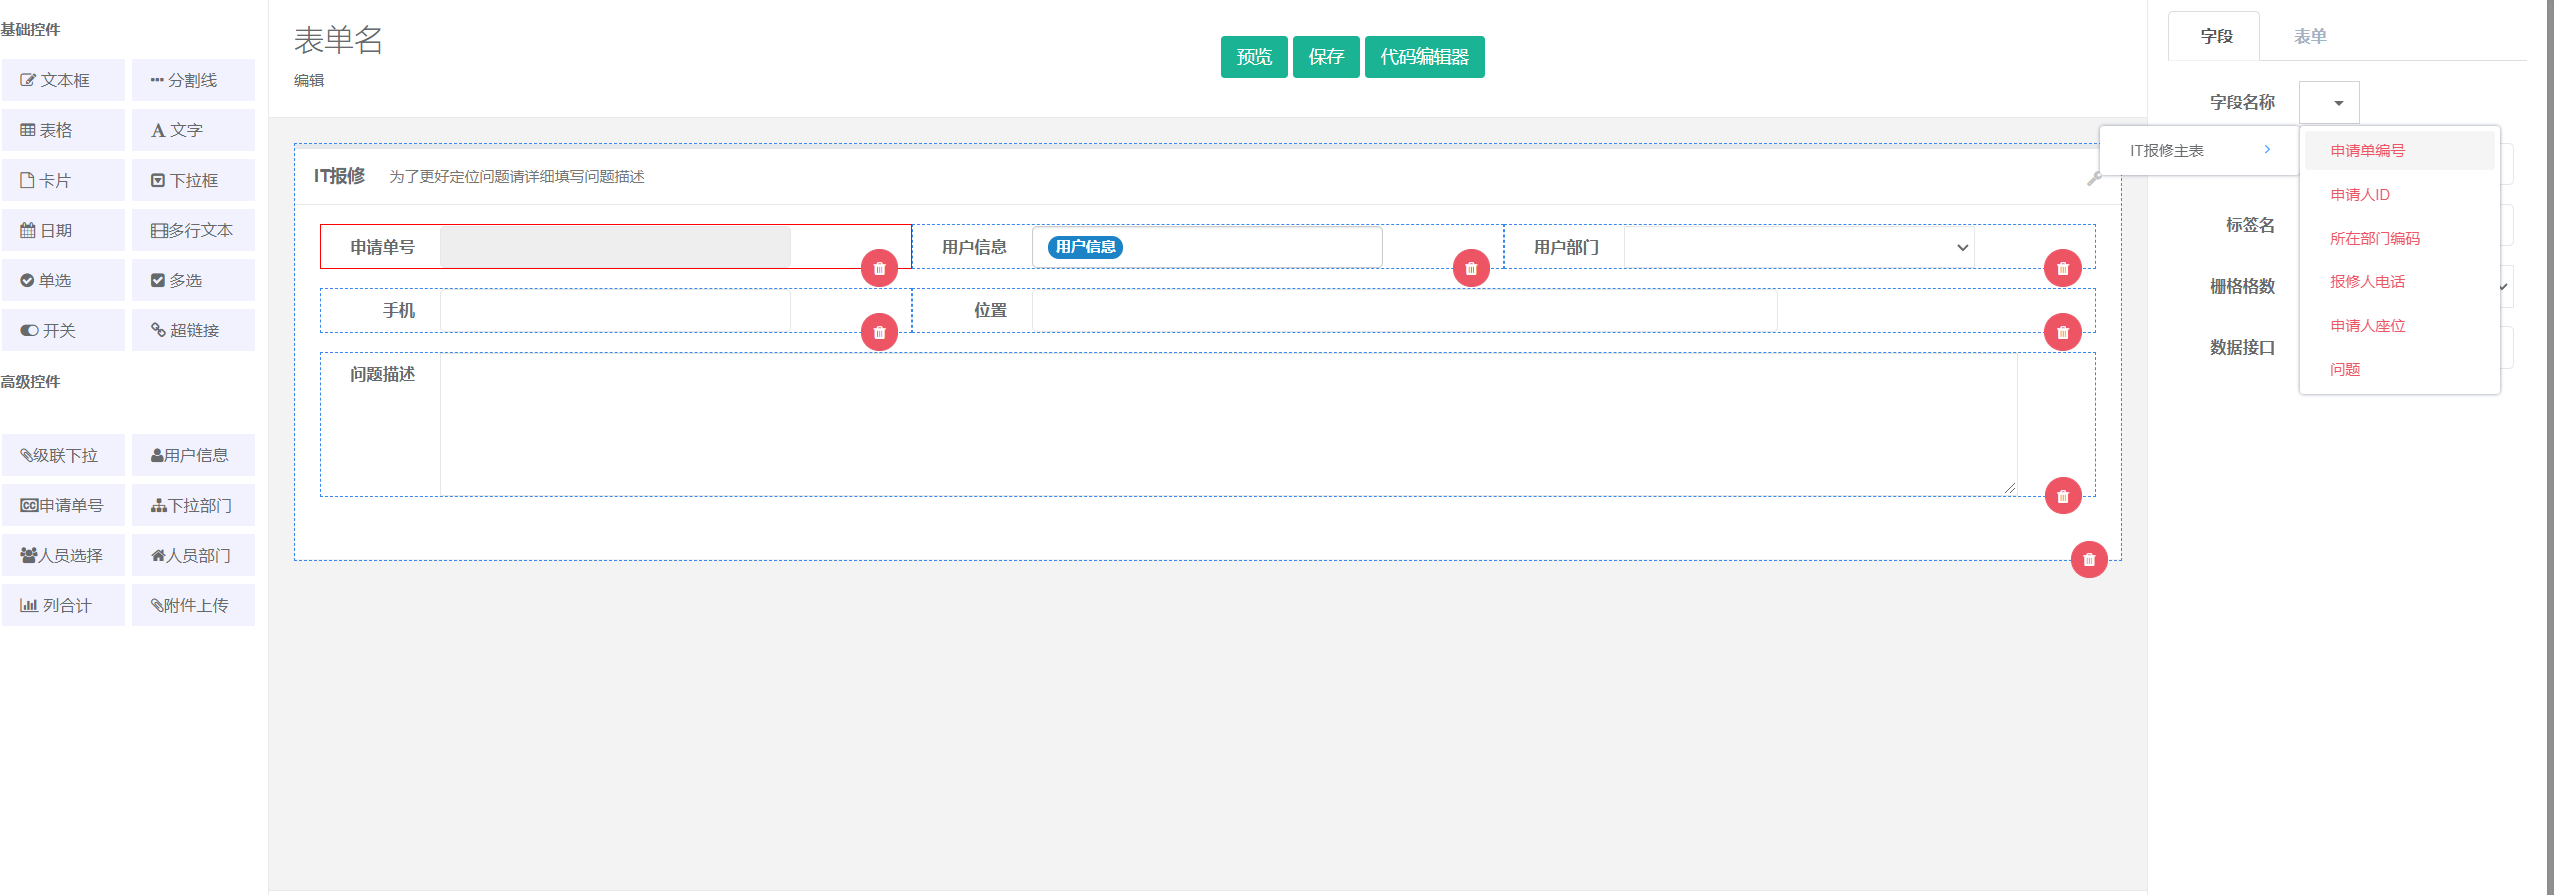 基础控件
文本框
分割线
表格
文字
卡片
下拉框
日期
多行文本
单选
多选
开关
超链接
高级控件
级联下拉
用户信息
申请单号
下拉部门
人员选择
人员部门
列合计
附件上传
表单名
编辑
预览
保存
代码编辑器
IT报修 为了更好定位问题请详细填写问题描述
申请单号
用户信息
用户信息
用户部门
手机
位置
问题描述
字段
表单
字段名称
IT报修主表
申请单编号
申请人ID
所在部门编码
报修人电话
申请人座位
问题
标签名
栅格格数
数据接口